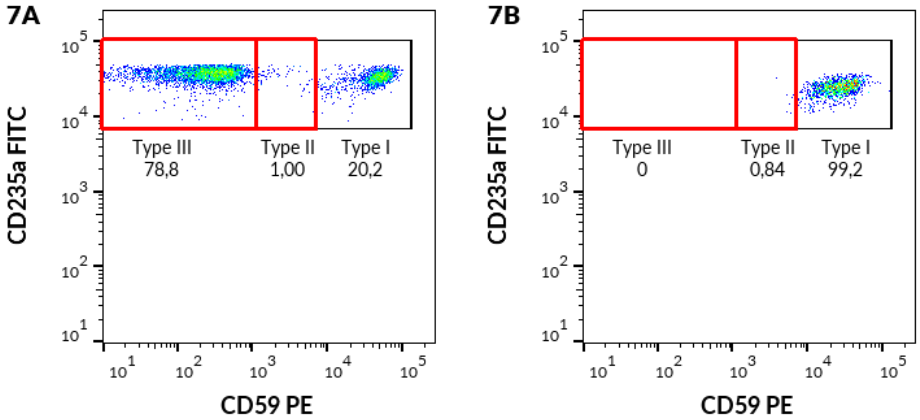 7A
7B
CD235a FITC
10^5
10^4
10^3
10^2
10^1
Type III
78,8
Type II
1,00
Type I
20,2
10^1
10^2
10^3
10^4
10^5
CD59 PE
CD235a FITC
10^5
10^4
10^3
10^2
10^1
Type III
0
Type II
0,84
Type I
99,2
10^1
10^2
10^3
10^4
10^5
CD59 PE